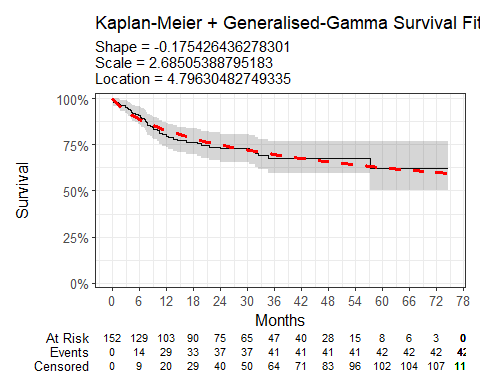 Kaplan-Meier + Generalised-Gamma Survival Fit
Shape = -0.175426436278301
Scale = 2.68505388795183
Location = 4.79630482749335
100%
75%
50%
25%
0%
Survival
0 6 12 18 24 30 36 42 48 54 60 66 72 78
Months
At Risk 152 129 103 90 75 65 47 40 28 15 8 6 3 0
Events 0 14 29 33 37 37 41 41 41 41 42 42 42 42
Censored 0 9 20 29 40 50 64 71 83 96 102 104 107 11